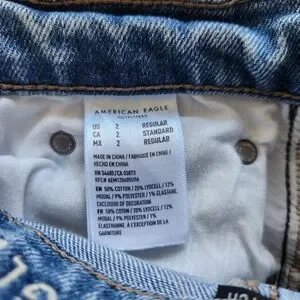 AMERICAN EAGLE
OUTFITTERS
US 2 REGULAR
CA 2 STANDARD
MX 2 REGULAR
MADE IN CHINA / FABRIQUÉ EN CHINE /
HECHO EN CHINA
RN 54485/CA 03873
EN 58% COTTON / 20% LYOCELL / 12%
MODAL / 9% POLYESTER / 1% ELASTANE,
EXCLUSIVE OF DECORATION
FR 58% COTON / 20% LYOCELL / 12%
MODAL / 9% POLYESTER / 1%
ÉLASTHANNE, À L'EXCEPTION DE LA
GARNITURE